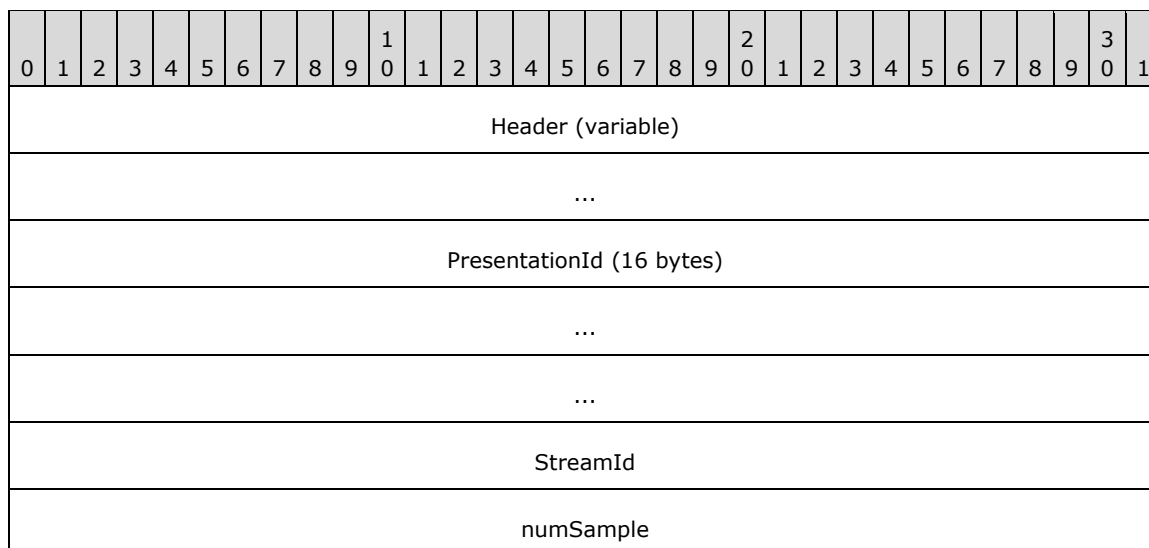 1 2 3
0 1 2 3 4 5 6 7 8 9 0 1 2 3 4 5 6 7 8 9 0 1 2 3 4 5 6 7 8 9 0 1
Header (variable)
...
PresentationId (16 bytes)
...
...
StreamId
numSample